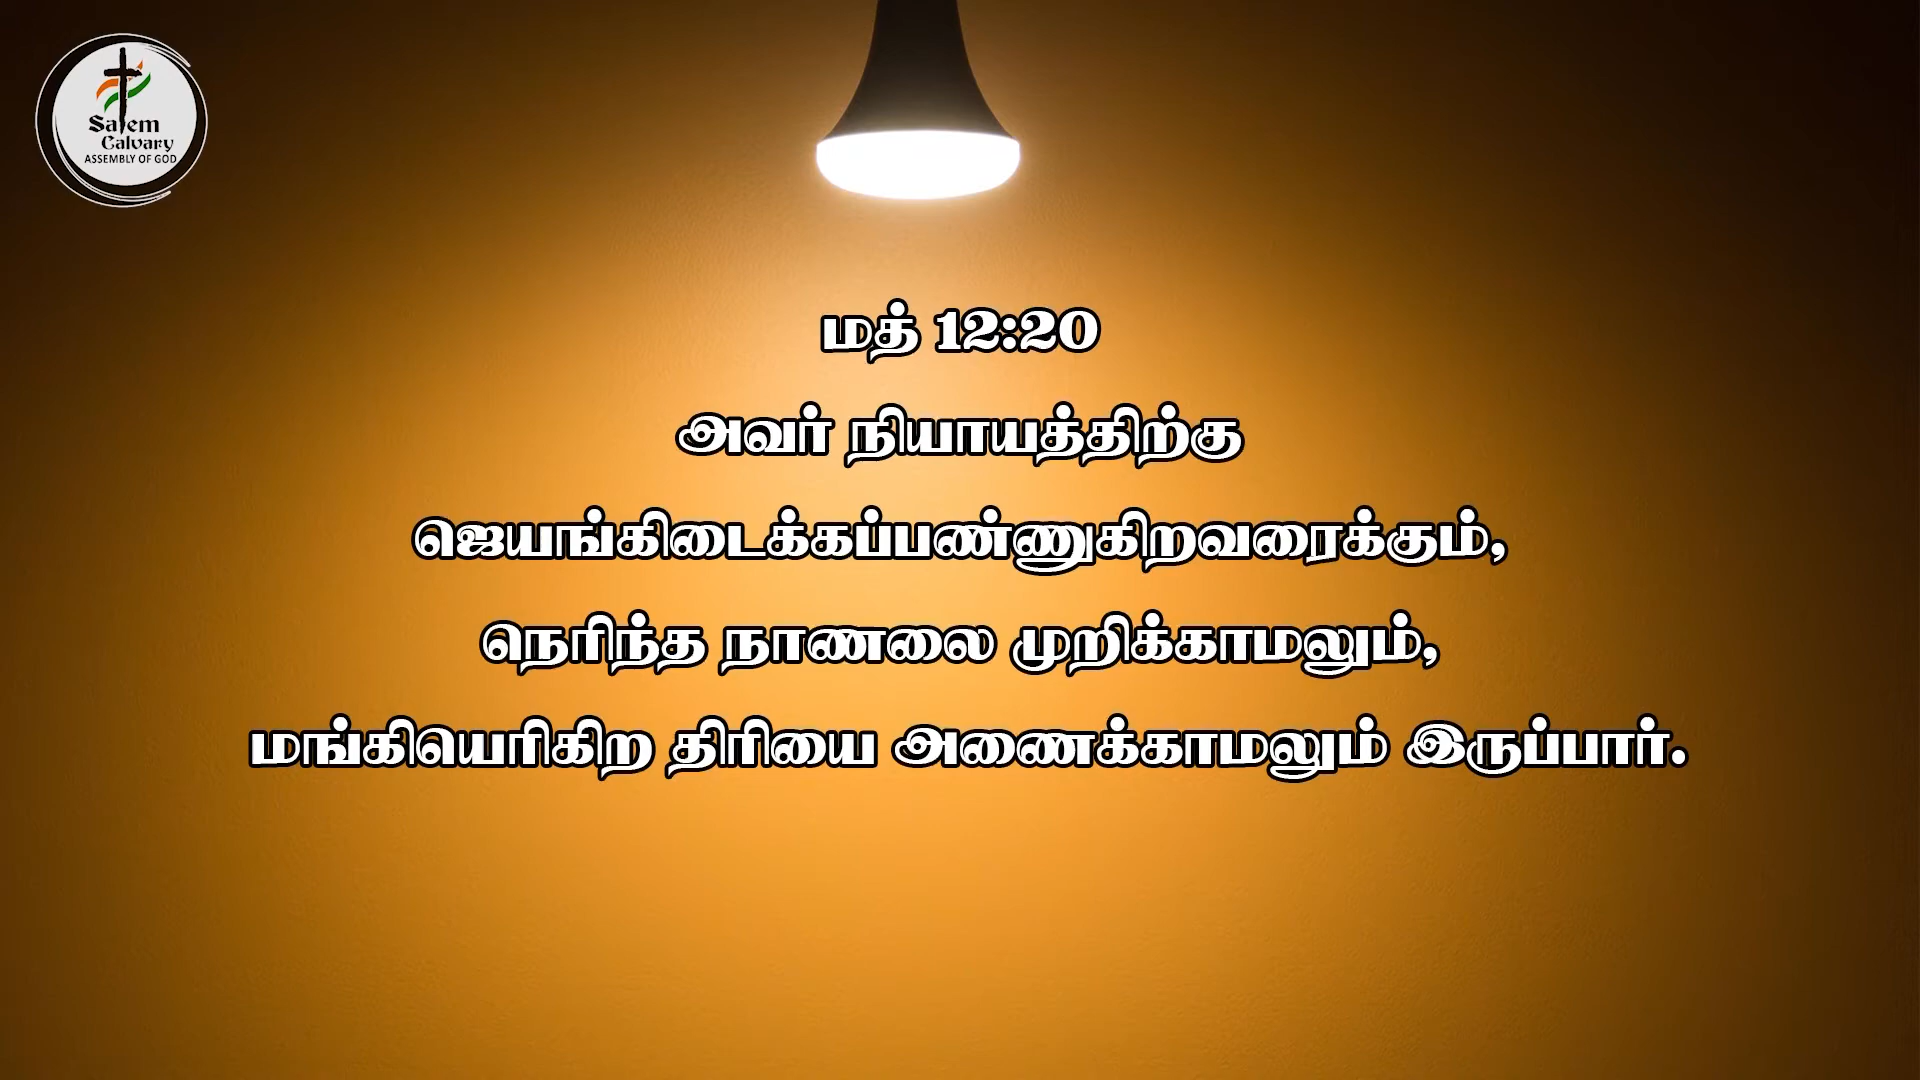 Salem
Calvary
ASSEMBLY OF GOD
மத் 12:20
அவர் நியாயத்திற்கு
ஜெயங்கிடைக்கப்பண்ணுகிறவரைக்கும்,
நெரிந்த நாணலை முறிக்காமலும்,
மங்கியெரிகிற திரியை அணைக்காமலும் இருப்பார்.